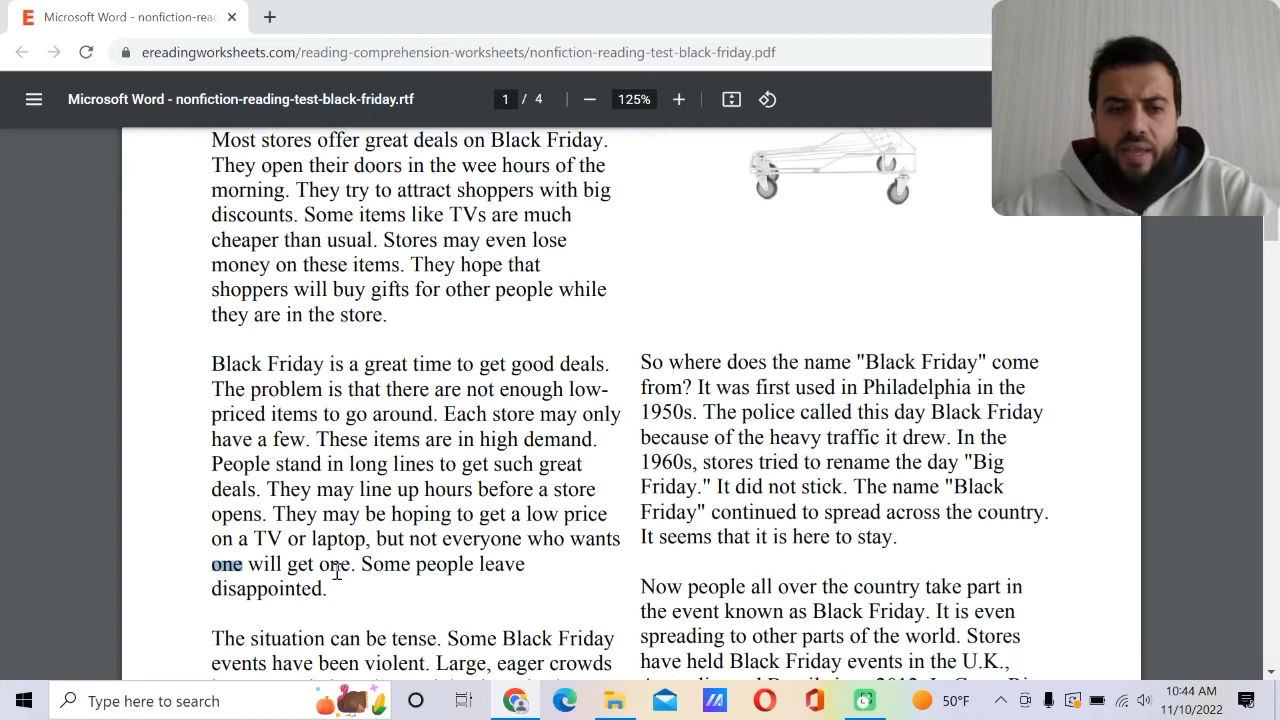 Microsoft Word - nonfiction-read
ereadingworksheets.com/reading-comprehension-worksheets/nonfiction-reading-test-black-friday.pdf
Microsoft Word - nonfiction-reading-test-black-friday.rtf
1 / 4
125%
Most stores offer great deals on Black Friday.
They open their doors in the wee hours of the
morning. They try to attract shoppers with big
discounts. Some items like TVs are much
cheaper than usual. Stores may even lose
money on these items. They hope that
shoppers will buy gifts for other people while
they are in the store.
Black Friday is a great time to get good deals.
The problem is that there are not enough low-
priced items to go around. Each store may only
have a few. These items are in high demand.
People stand in long lines to get such great
deals. They may line up hours before a store
opens. They may be hoping to get a low price
on a TV or laptop, but not everyone who wants
one will get one. Some people leave
disappointed.
The situation can be tense. Some Black Friday
events have been violent. Large, eager crowds
So where does the name "Black Friday" come
from? It was first used in Philadelphia in the
1950s. The police called this day Black Friday
because of the heavy traffic it drew. In the
1960s, stores tried to rename the day "Big
Friday." It did not stick. The name "Black
Friday" continued to spread across the country.
It seems that it is here to stay.
Now people all over the country take part in
the event known as Black Friday. It is even
spreading to other parts of the world. Stores
have held Black Friday events in the U.K.,
Type here to search
50°F
10:44 AM
11/10/2022